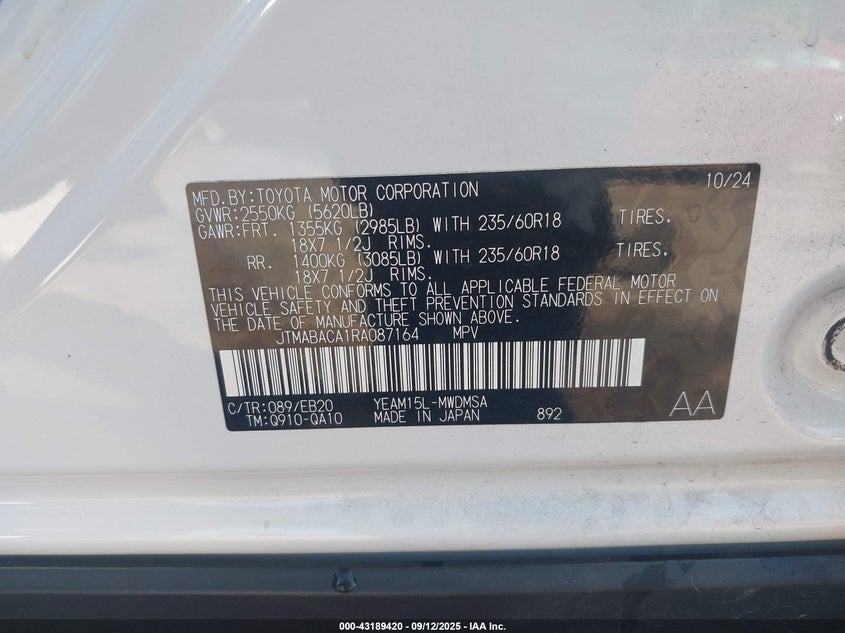 MFD.BY:TOYOTA MOTOR CORPORATION 10/24
GVWR:2550KG (5620LB)
GAWR:FRT. 1355KG (2985LB) WITH 235/60R18 TIRES.
18X7 1/2J RIMS.
RR. 1400KG (3085LB) WITH 235/60R18 TIRES.
18X7 1/2J RIMS.
THIS VEHICLE CONFORMS TO ALL APPLICABLE FEDERAL MOTOR
VEHICLE SAFETY AND THEFT PREVENTION STANDARDS IN EFFECT ON
THE DATE OF MANUFACTURE SHOWN ABOVE.
JTMABACA1RA087164 MPV
C/TR:089/EB20 YEAM15L-MWDMSA
TM:Q910-QA10 MADE IN JAPAN 892 AA
000-43189420 - 09/12/2025 - IAA Inc.